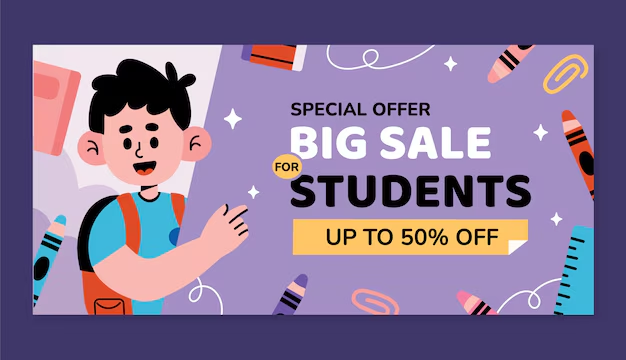 SPECIAL OFFER
BIG SALE
FOR
STUDENTS
UP TO 50% OFF